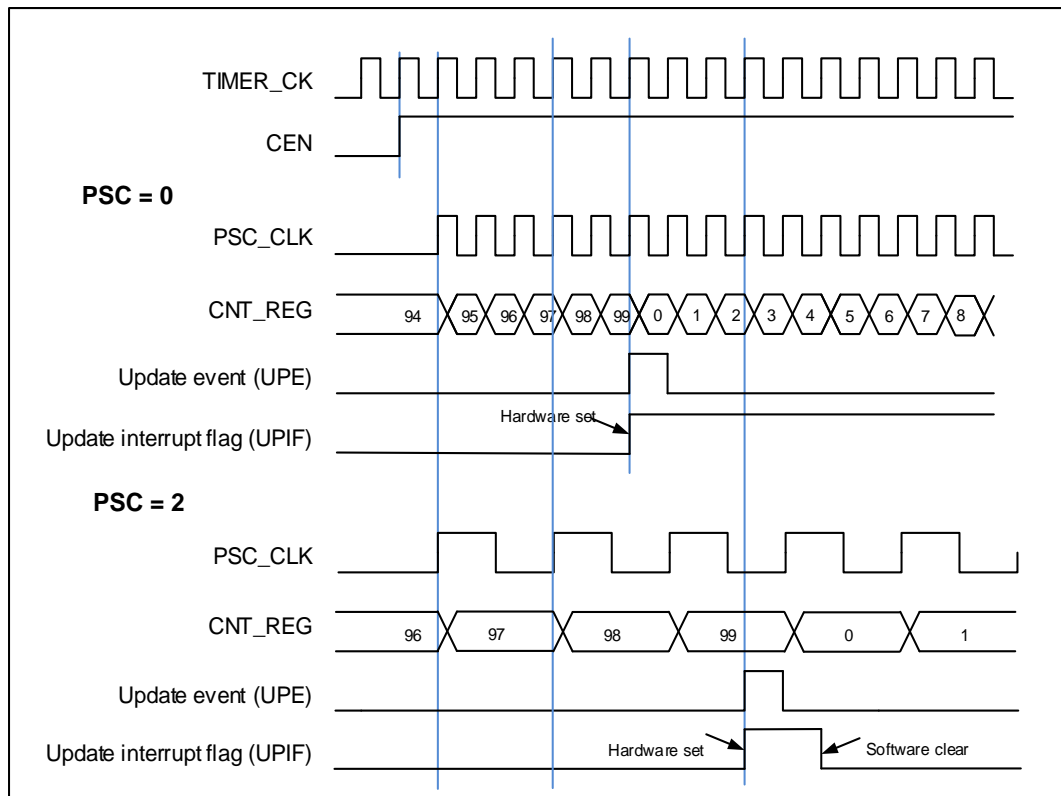 TIMER_CK
CEN
PSC = 0
PSC_CLK
CNT_REG 94 95 96 97 98 99 0 1 2 3 4 5 6 7 8
Update event (UPE)
Hardware set
Update interrupt flag (UPIF)
PSC = 2
PSC_CLK
CNT_REG 96 97 98 99 0 1
Update event (UPE)
Update interrupt flag (UPIF) Hardware set Software clear